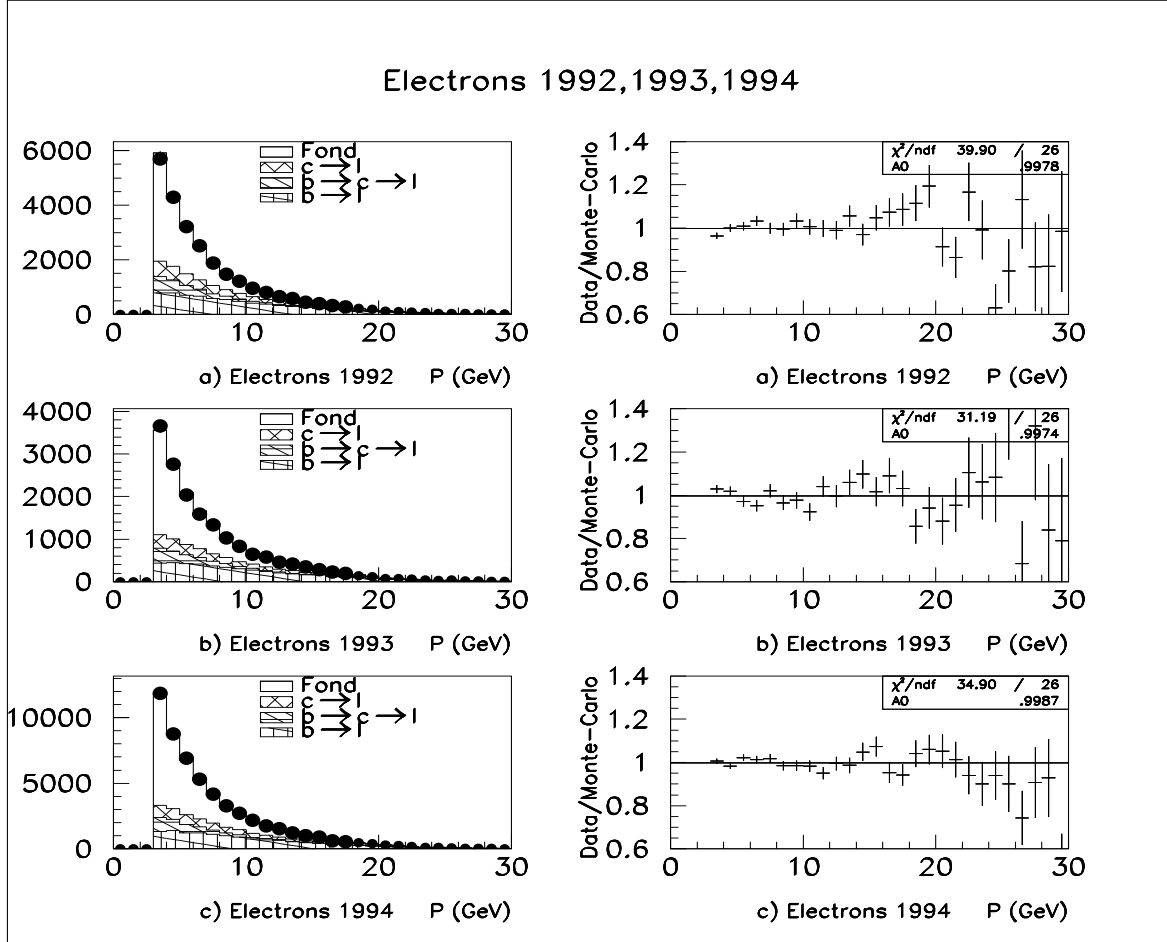 Electrons 1992,1993,1994
6000
4000
2000
0
Fond
c → l
b → c → l
b → l
0 10 20 30
a) Electrons 1992 P (GeV)
Data/Monte-Carlo
1.4
1.2
1
0.8
0.6
χ²/ndf 39.90 / 26
A0 .9978
0 10 20 30
a) Electrons 1992 P (GeV)
4000
3000
2000
1000
0
Fond
c → l
b → c → l
b → l
0 10 20 30
b) Electrons 1993 P (GeV)
Data/Monte-Carlo
1.4
1.2
1
0.8
0.6
χ²/ndf 31.19 / 26
A0 .9974
0 10 20 30
b) Electrons 1993 P (GeV)
10000
5000
0
Fond
c → l
b → c → l
b → l
0 10 20 30
c) Electrons 1994 P (GeV)
Data/Monte-Carlo
1.4
1.2
1
0.8
0.6
χ²/ndf 34.90 / 26
A0 .9987
0 10 20 30
c) Electrons 1994 P (GeV)